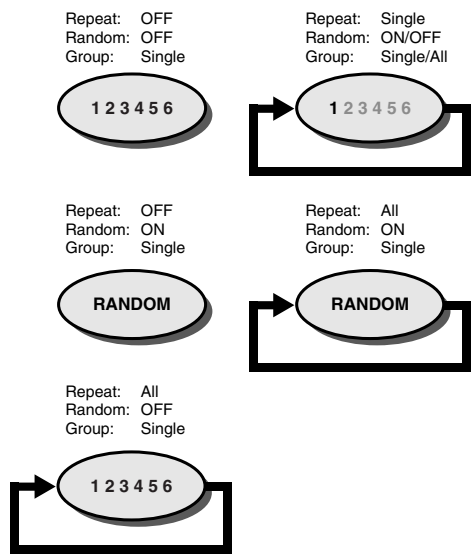 Repeat: OFF
Random: OFF
Group: Single
1 2 3 4 5 6
Repeat: Single
Random: ON/OFF
Group: Single/All
1 2 3 4 5 6
Repeat: OFF
Random: ON
Group: Single
RANDOM
Repeat: All
Random: ON
Group: Single
RANDOM
Repeat: All
Random: OFF
Group: Single
1 2 3 4 5 6